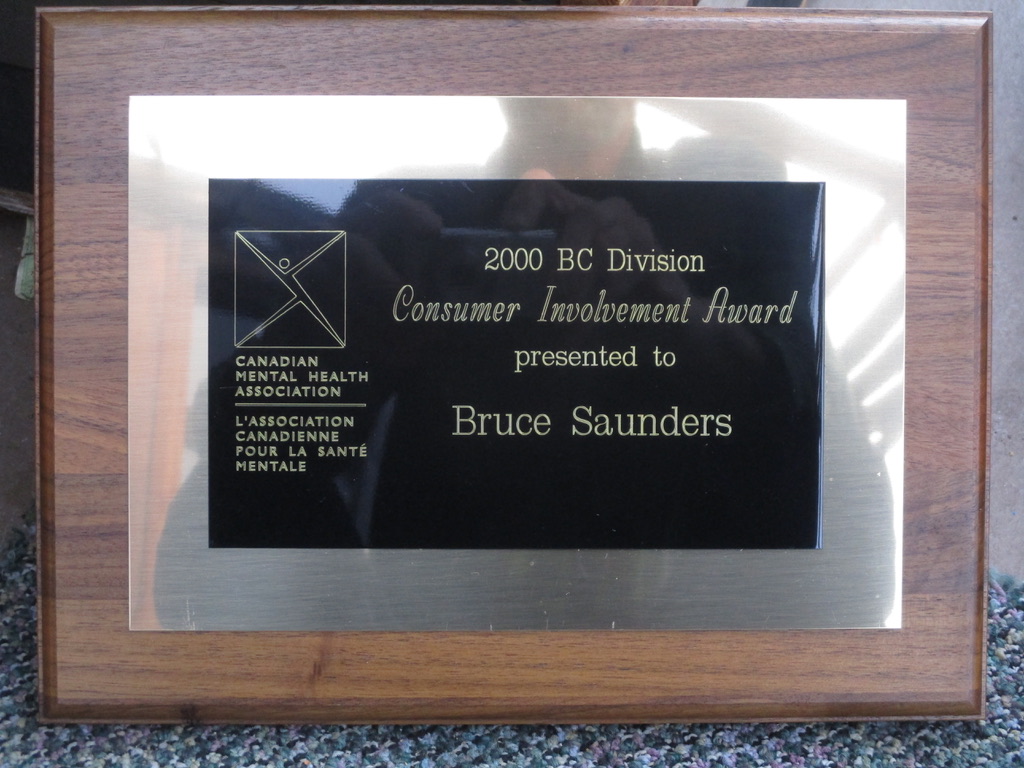 CANADIAN
MENTAL HEALTH
ASSOCIATION
L'ASSOCIATION
CANADIENNE
POUR LA SANTÉ
MENTALE
2000 BC Division
Consumer Involvement Award
presented to
Bruce Saunders